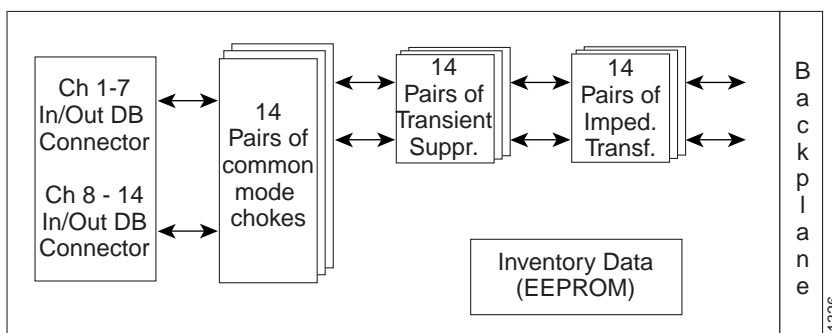 Ch 1-7
In/Out DB
Connector
Ch 8 - 14
In/Out DB
Connector
14
Pairs of
common
mode
chokes
14
Pairs of
Transient
Suppr.
14
Pairs of
Imped.
Transf.
Inventory Data
(EEPROM)
B
a
c
k
p
l
a
n
e